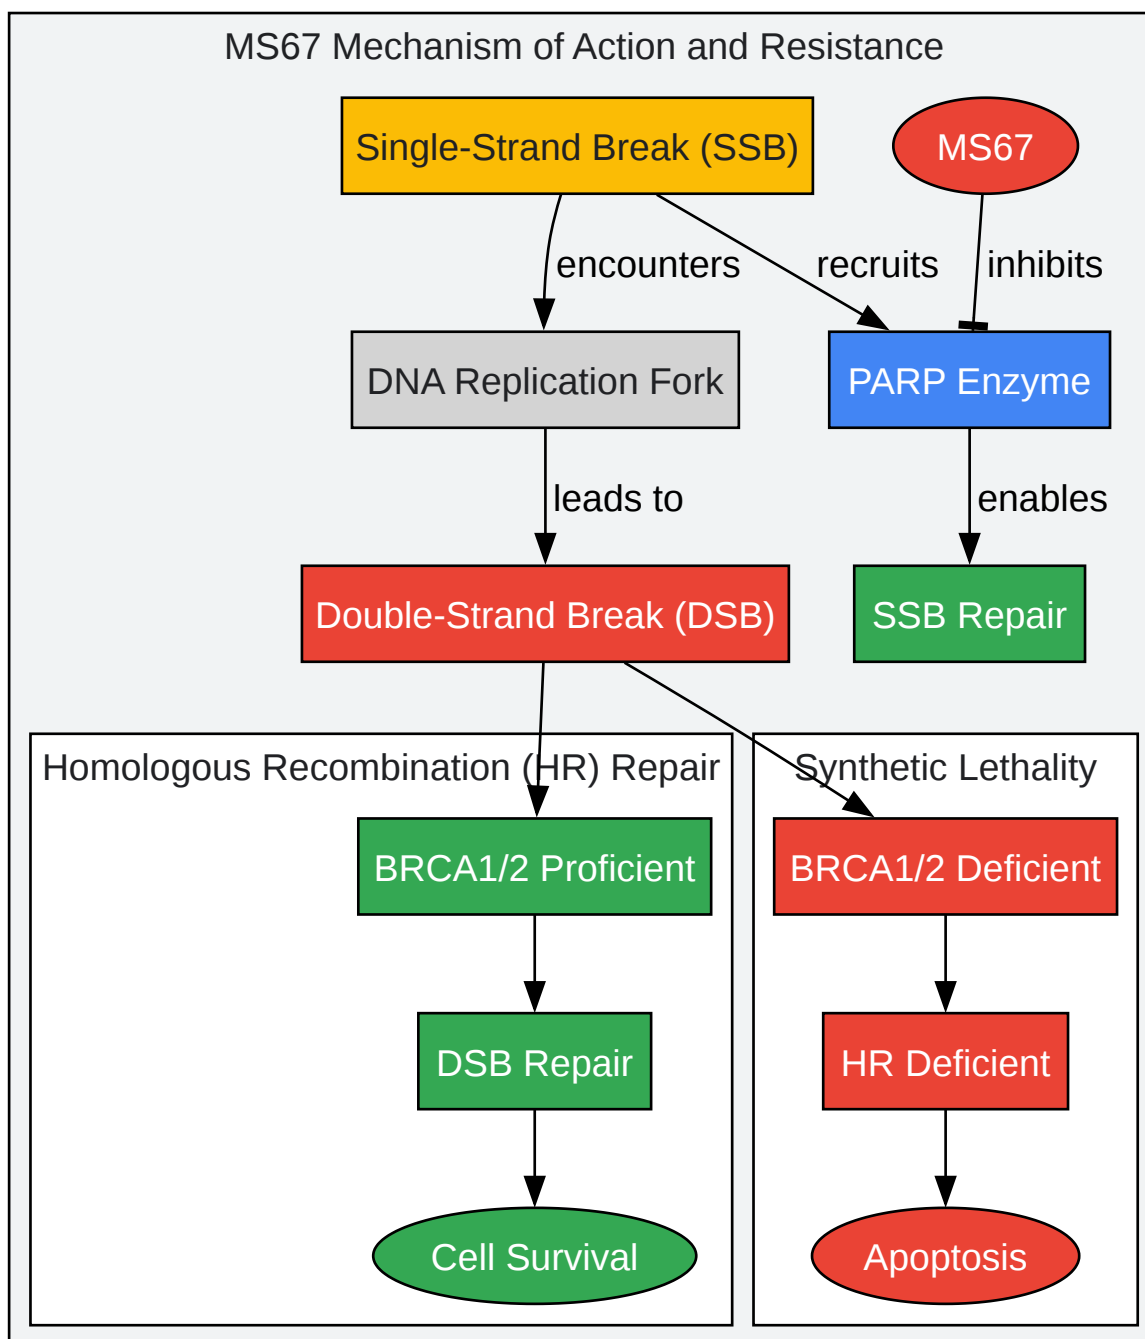 MS67 Mechanism of Action and Resistance
Single-Strand Break (SSB)
MS67
encounters
recruits
inhibits
DNA Replication Fork
PARP Enzyme
leads to
enables
Double-Strand Break (DSB)
SSB Repair
Homologous Recombination (HR) Repair
Synthetic Lethality
BRCA1/2 Proficient
BRCA1/2 Deficient
DSB Repair
HR Deficient
Cell Survival
Apoptosis